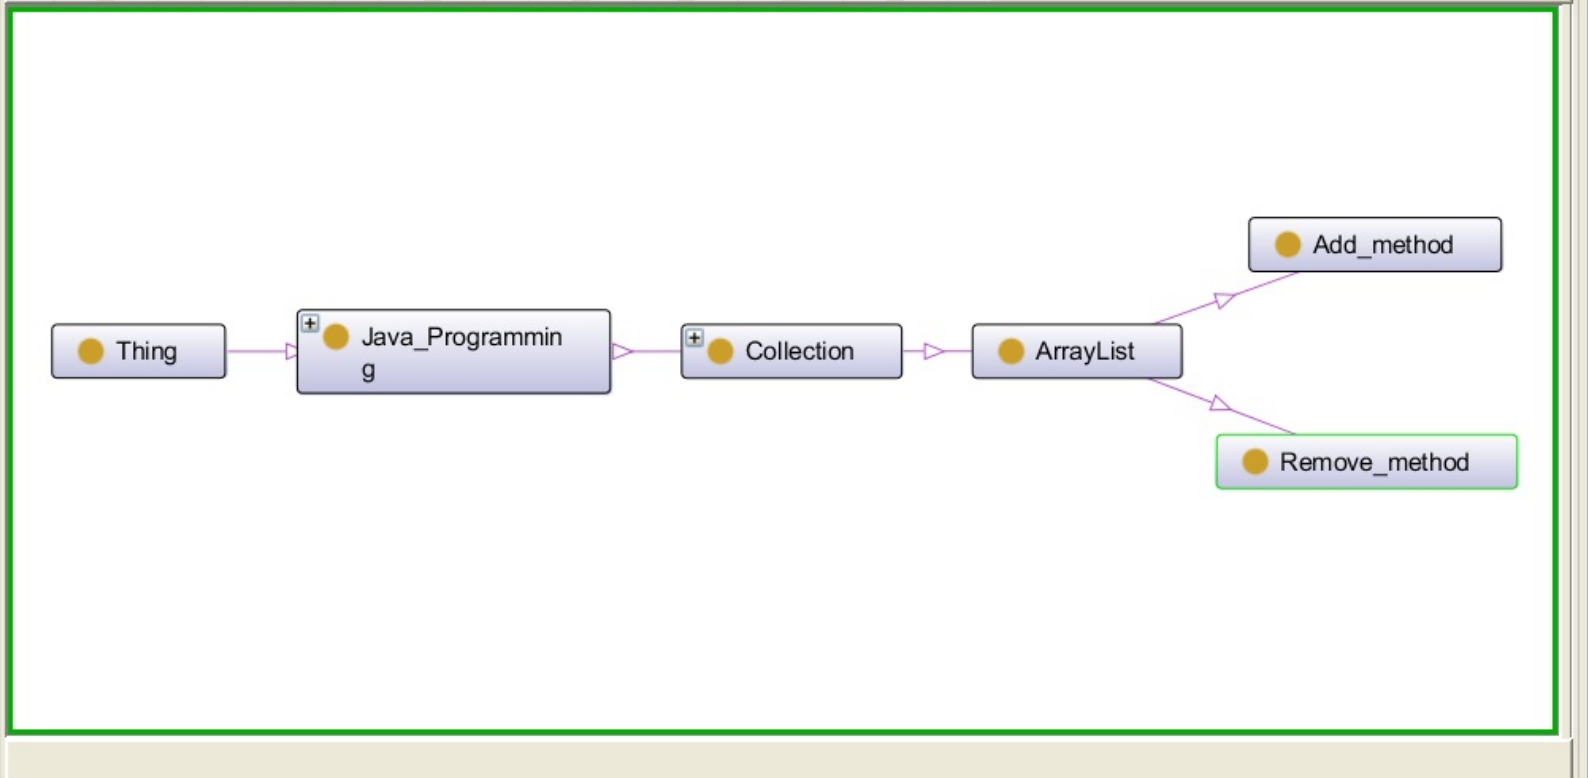 Thing
Java_Programmin
g
Collection
ArrayList
Add_method
Remove_method